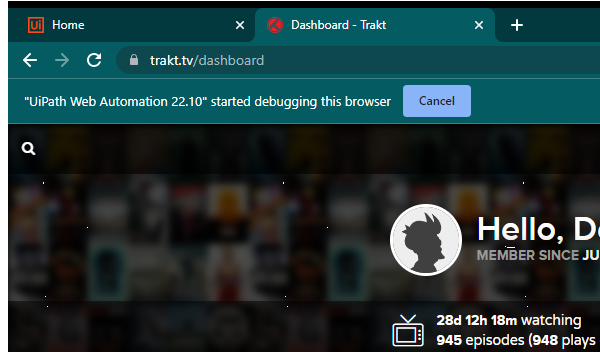 Ui Home
Dashboard - Trakt
trakt.tv/dashboard
"UiPath Web Automation 22.10" started debugging this browser
Cancel
Hello, D
MEMBER SINCE JU
28d 12h 18m watching
945 episodes (948 plays